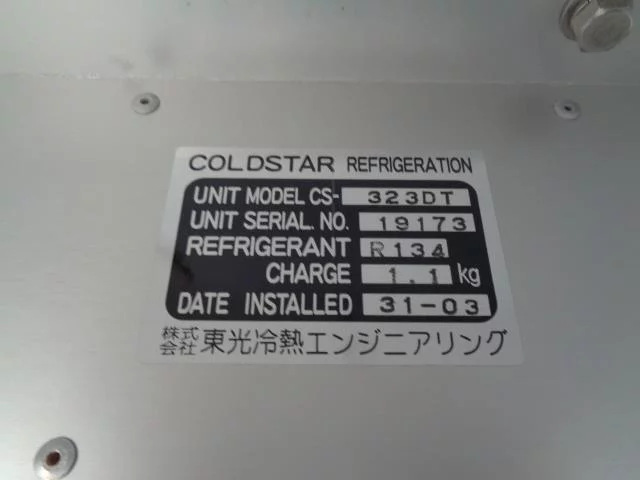 COLDSTAR REFRIGERATION
UNIT MODEL CS- 323DT
UNIT SERIAL. NO. 19173
REFRIGERANT R134
CHARGE 1.1 kg
DATE INSTALLED 31-03
株式会社 東光冷熱エンジニアリング